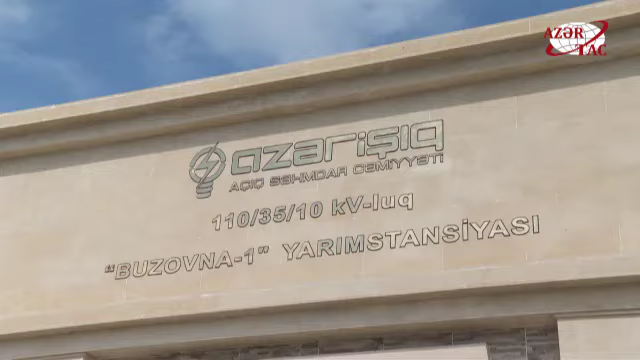 AZƏR
TAC
azərişıq
AÇIQ SƏHMDAR CƏMİYYƏTİ
110/35/10 kV-luq
“BUZOVNA-1” YARIMSTANSİYASI